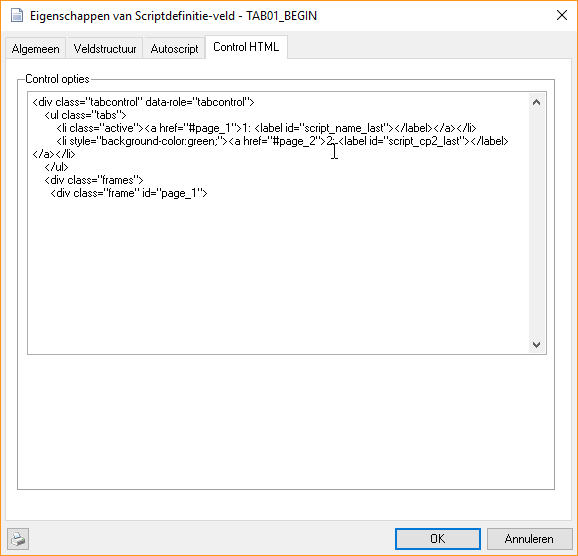 Eigenschappen van Scriptdefinitie-veld - TAB01_BEGIN
Algemeen Veldstructuur Autoscript Control HTML
Control opties
<div class="tabcontrol" data-role="tabcontrol">
<ul class="tabs">
<li class="active"><a href="#page_1">1: <label id="script_name_last"></label></a></li>
<li style="background-color:green;"><a href="#page_2">2: <label id="script_cp2_last"></label>
</a></li>
</ul>
<div class="frames">
<div class="frame" id="page_1">
OK Annuleren